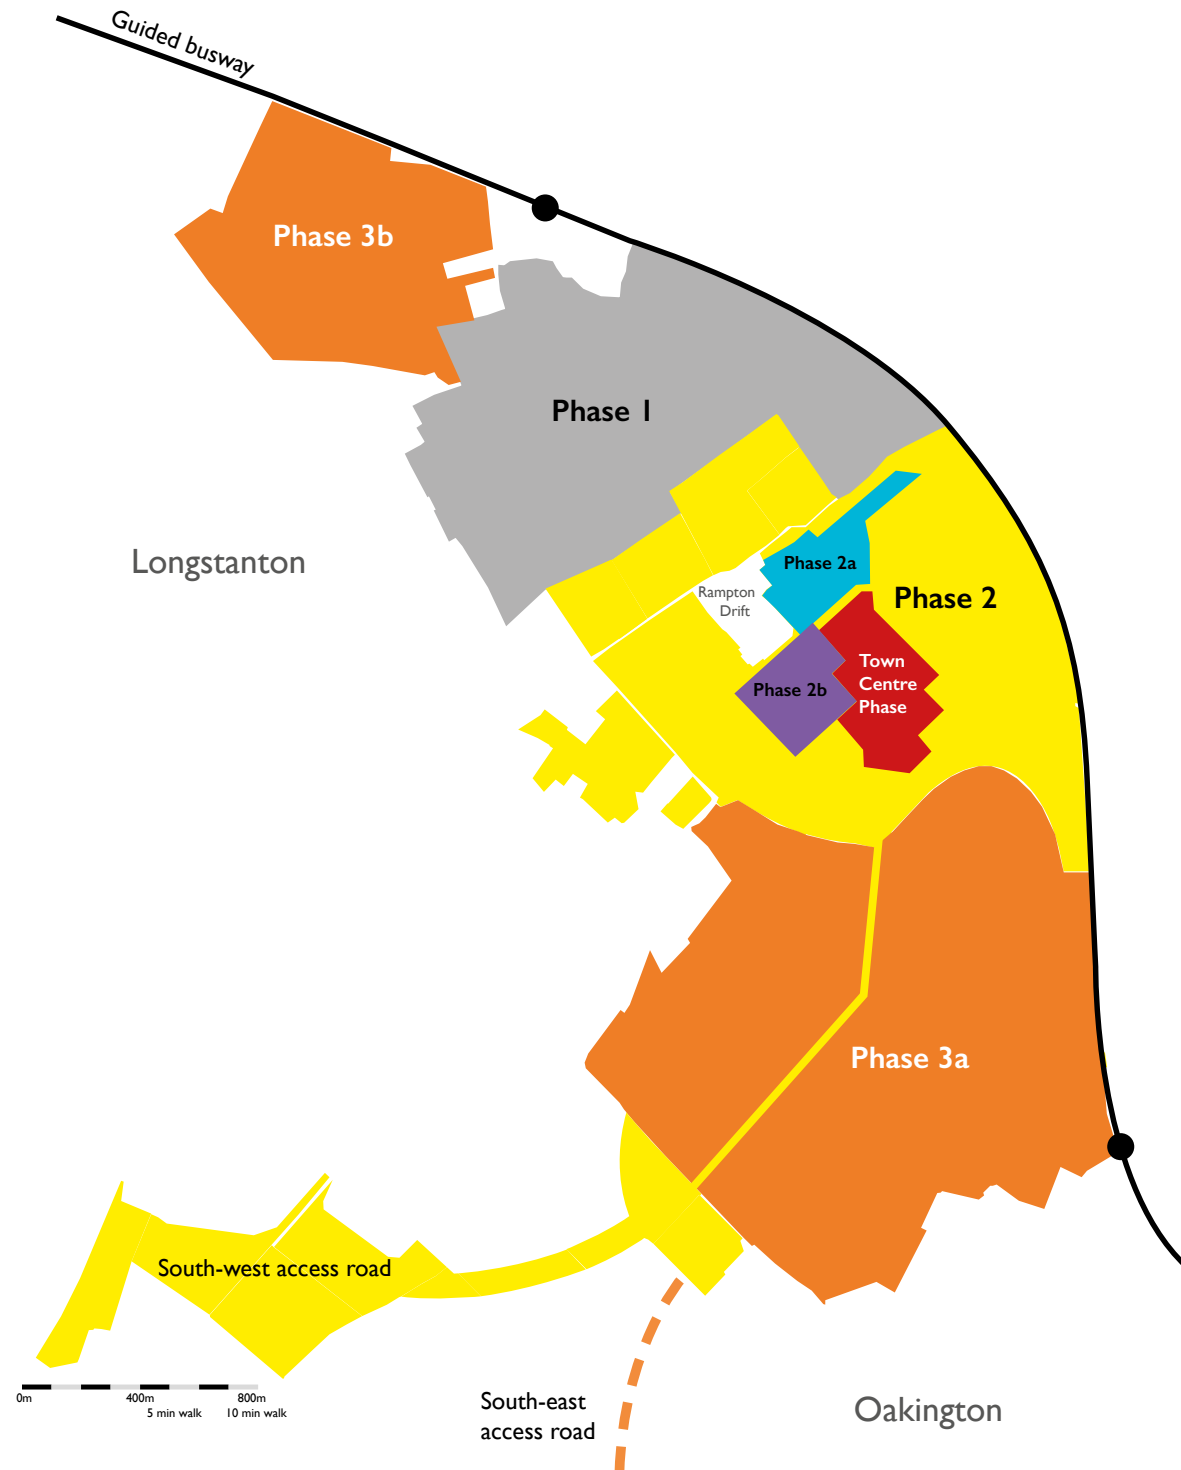 Guided busway
Phase 3b
Phase 1
Longstanton
Phase 2a
Rampton
Drift
Phase 2
Town
Centre
Phase
Phase 2b
Phase 3a
South-west access road
0m 400m 800m
5 min walk 10 min walk
South-east
access road
Oakington